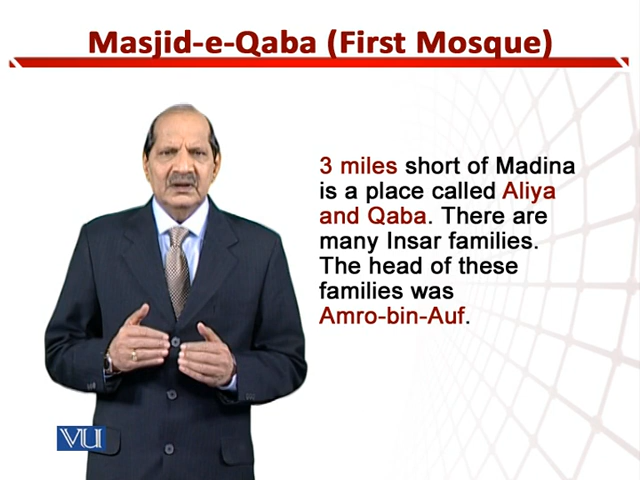 Masjid-e-Qaba (First Mosque)
3 miles short of Madina
is a place called Aliya
and Qaba. There are
many Insar families.
The head of these
families was
Amro-bin-Auf.
VU